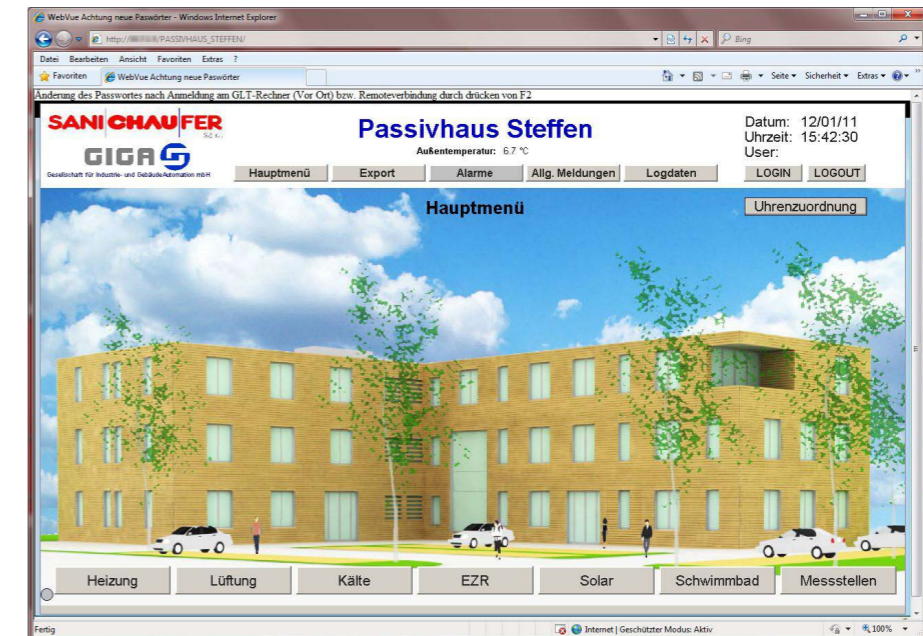 WebVue Achtung neue Paswörter - Windows Internet Explorer
http:// /PASSIVHAUS_STEFFEN/
Bing
Datei Bearbeiten Ansicht Favoriten Extras ?
Favoriten WebVue Achtung neue Paswörter Seite Sicherheit Extras
Änderung des Passwortes nach Anmeldung am GLT-Rechner (Vor Ort) bzw. Remoteverbindung durch drücken von F2
SANICHAUFER
GIGA G
Gesellschaft für Industrie- und GebäudeAutomation mbH
Passivhaus Steffen
Außentemperatur: 6.7 °C
Datum: 12/01/11
Uhrzeit: 15:42:30
User:
Hauptmenü Export Alarme Allg. Meldungen Logdaten LOGIN LOGOUT
Hauptmenü
Uhrenzuordnung
Heizung Lüftung Kälte EZR Solar Schwimmbad Messstellen
Fertig Internet | Geschützter Modus: Aktiv 100%